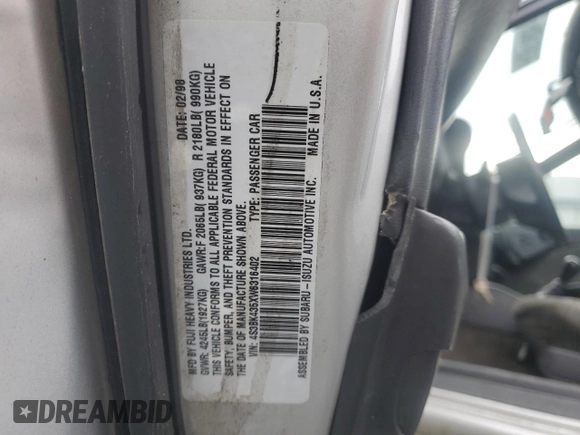 MFD BY FUJI HEAVY INDUSTRIES LTD. DATE: 02/98
GVWR: 4245LB(1927KG) GAWR:F 2065LB( 937KG) R 2180LB( 990KG)
THIS VEHICLE CONFORMS TO ALL APPLICABLE FEDERAL MOTOR VEHICLE
SAFETY, BUMPER, AND THEFT PREVENTION STANDARDS IN EFFECT ON
THE DATE OF MANUFACTURE SHOWN ABOVE.
VIN: 4S3BK435XW6316402 TYPE: PASSENGER CAR
ASSEMBLED BY SUBARU-ISUZU AUTOMOTIVE INC. MADE IN U.S.A.
DREAMBID